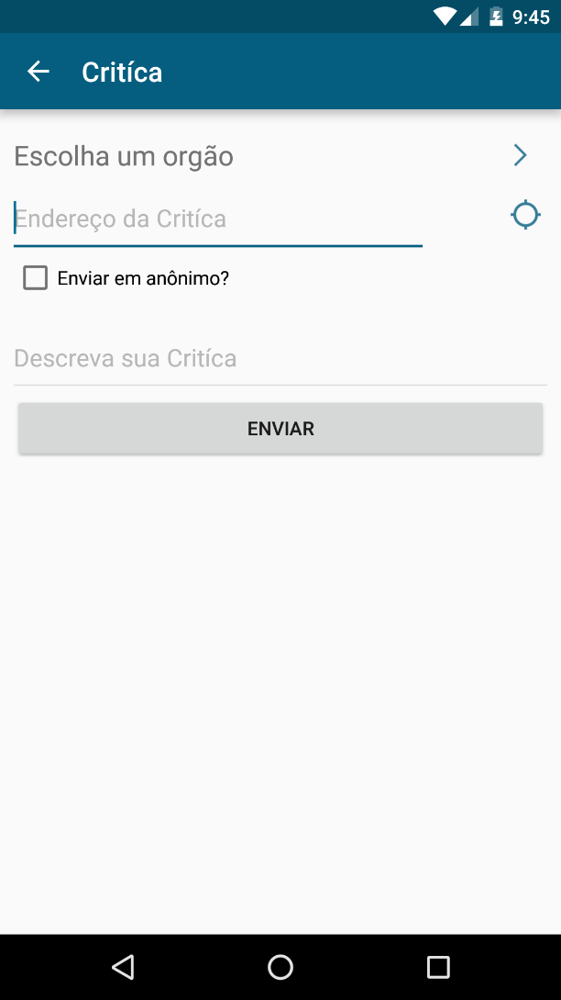 9:45
Critíca
Escolha um orgão
Endereço da Critíca
Enviar em anônimo?
Descreva sua Critíca
ENVIAR